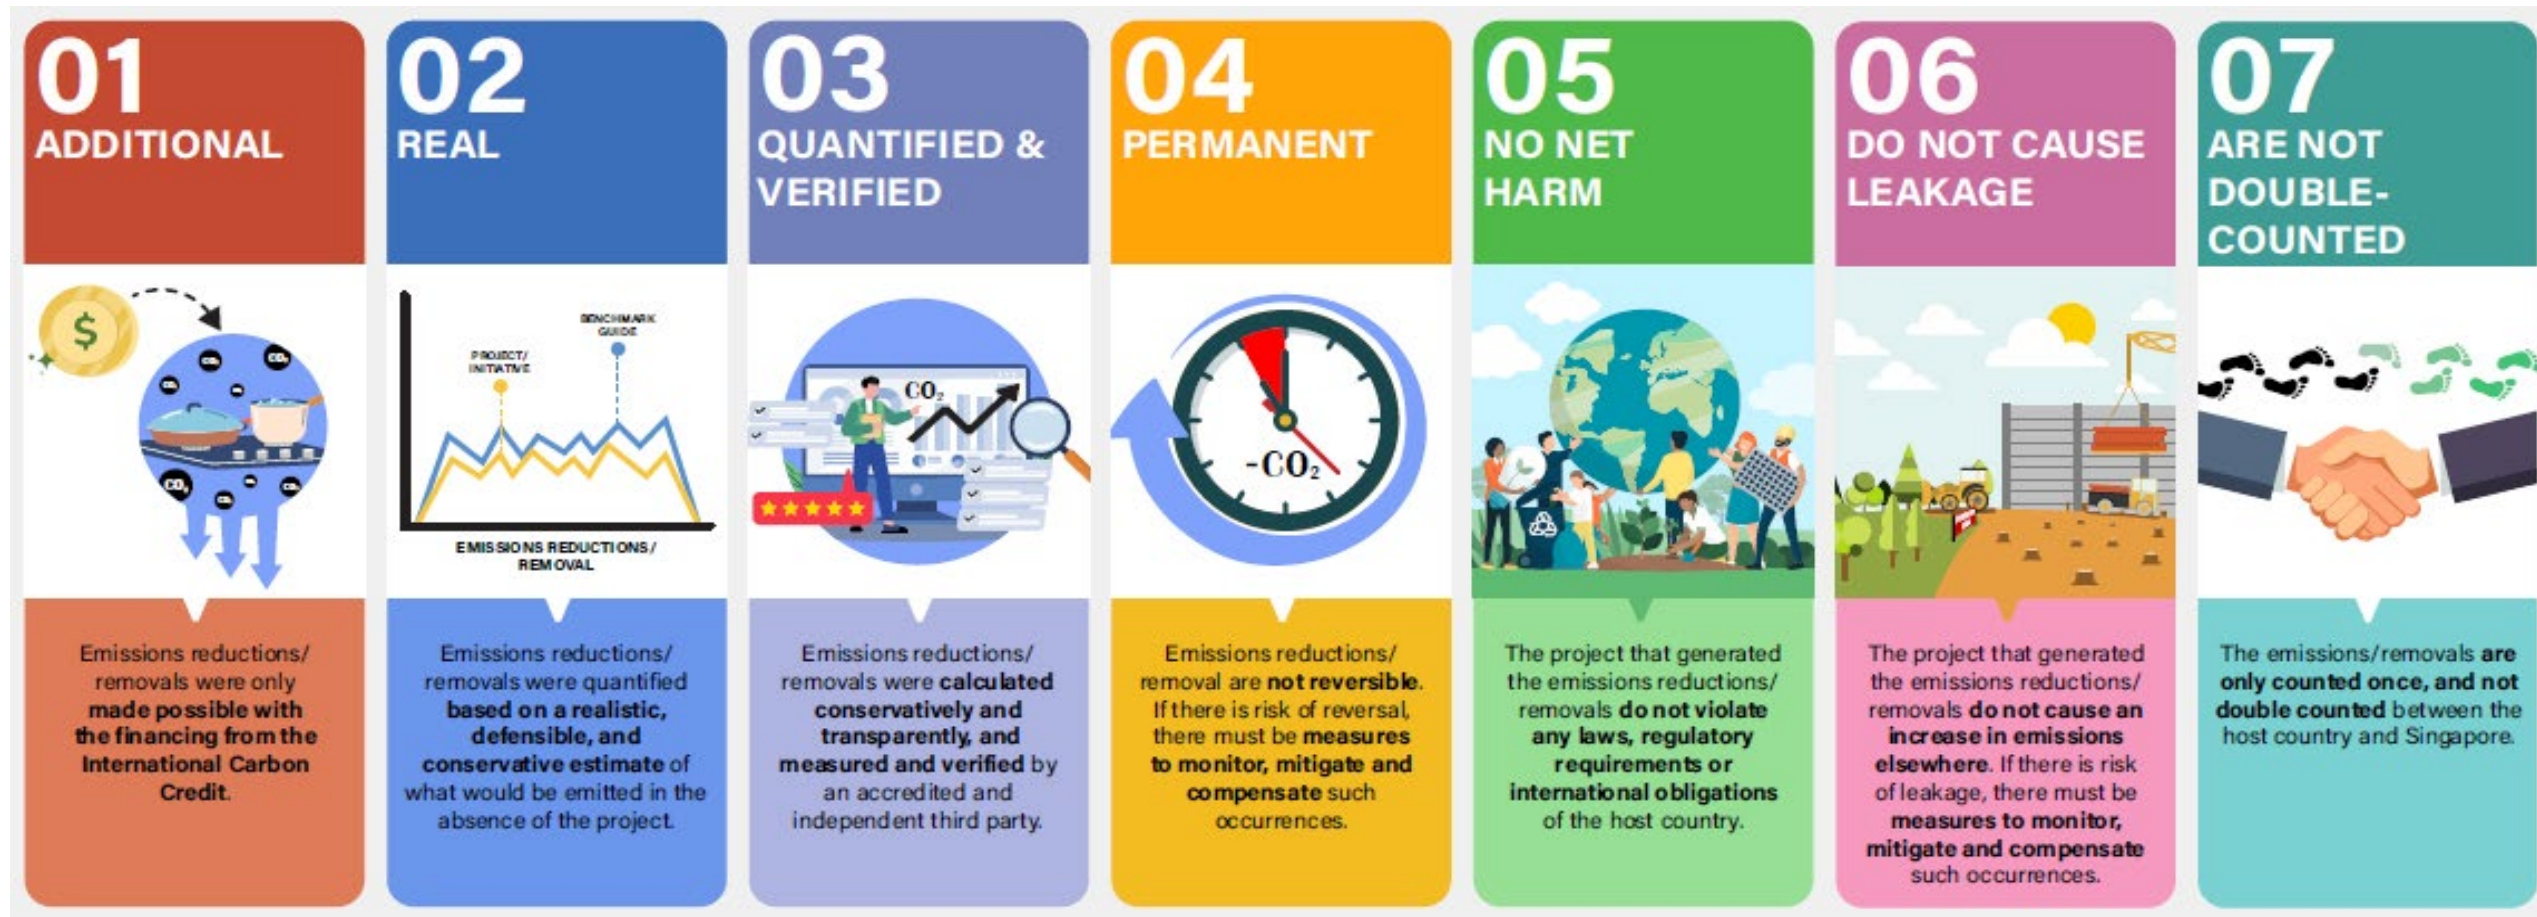 01
ADDITIONAL
$
CO₂
CO₂
CO₂
CO₂
CO₂
CO₂
CO₂
CO₂
Emissions reductions/
removals were only
made possible with
the financing from the
International Carbon
Credit.
02
REAL
BENCHMARK
GUIDE
PROJECT/
INITIATIVE
EMISSIONS REDUCTIONS/
REMOVAL
Emissions reductions/
removals were quantified
based on a realistic,
defensible, and
conservative estimate of
what would be emitted in the
absence of the project.
03
QUANTIFIED &
VERIFIED
CO₂
Emissions reductions/
removals were calculated
conservatively and
transparently, and
measured and verified by
an accredited and
independent third party.
04
PERMANENT
-CO₂
Emissions reductions/
removal are not reversible.
If there is risk of reversal,
there must be measures
to monitor, mitigate and
compensate such
occurrences.
05
NO NET
HARM
The project that generated
the emissions reductions/
removals do not violate
any laws, regulatory
requirements or
international obligations
of the host country.
06
DO NOT CAUSE
LEAKAGE
The project that generated
the emissions reductions/
removals do not cause an
increase in emissions
elsewhere. If there is risk
of leakage, there must be
measures to monitor,
mitigate and compensate
such occurrences.
07
ARE NOT
DOUBLE-
COUNTED
The emissions/removals are
only counted once, and not
double counted between the
host country and Singapore.